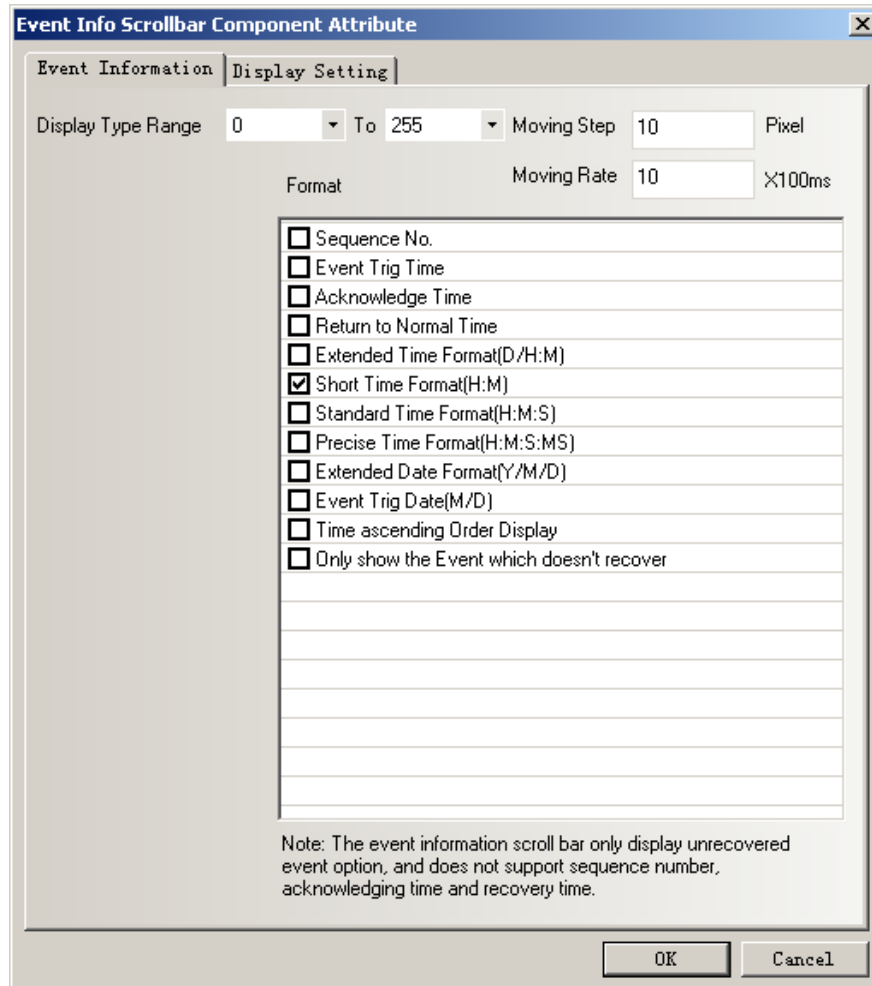 Event Info Scrollbar Component Attribute
Event Information Display Setting
Display Type Range 0 To 255 Moving Step 10 Pixel
Format Moving Rate 10 X100ms
Sequence No.
Event Trig Time
Acknowledge Time
Return to Normal Time
Extended Time Format(D/H:M)
Short Time Format(H:M)
Standard Time Format(H:M:S)
Precise Time Format(H:M:S:MS)
Extended Date Format(Y/M/D)
Event Trig Date(M/D)
Time ascending Order Display
Only show the Event which doesn't recover
Note: The event information scroll bar only display unrecovered
event option, and does not support sequence number,
acknowledging time and recovery time.
OK Cancel